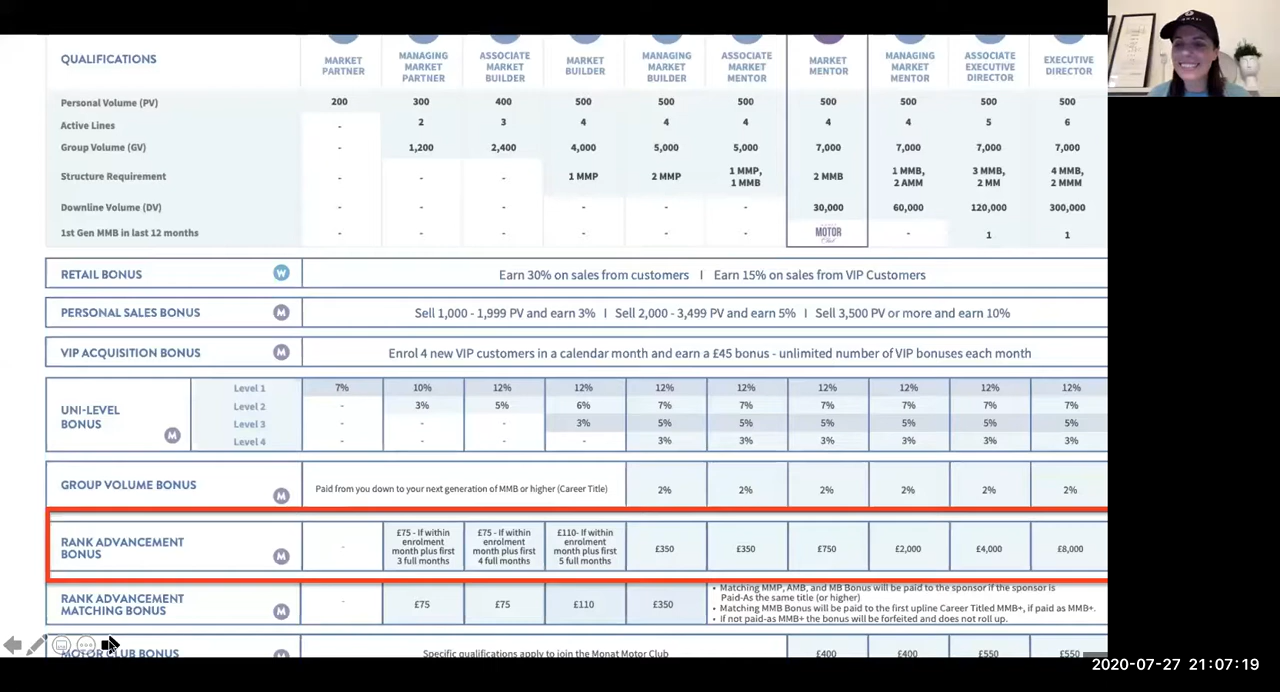 QUALIFICATIONS
MARKET PARTNER
MANAGING MARKET PARTNER
ASSOCIATE MARKET BUILDER
MARKET BUILDER
MANAGING MARKET BUILDER
ASSOCIATE MARKET MENTOR
MARKET MENTOR
MANAGING MARKET MENTOR
ASSOCIATE EXECUTIVE DIRECTOR
EXECUTIVE DIRECTOR
Personal Volume (PV) 200 300 400 500 500 500 500 500 500 500
Active Lines - 2 3 4 4 4 4 4 5 6
Group Volume (GV) - 1,200 2,400 4,000 5,000 5,000 7,000 7,000 7,000 7,000
Structure Requirement - - - 1 MMP 2 MMP 1 MMP, 1 MMB 2 MMB 1 MMB, 2 AMM 3 MMB, 2 MM 4 MMB, 2 MMM
Downline Volume (DV) - - - - - - 30,000 60,000 120,000 300,000
1st Gen MMB in last 12 months - - - - - - MOTOR Club - 1 1
RETAIL BONUS W Earn 30% on sales from customers | Earn 15% on sales from VIP Customers
PERSONAL SALES BONUS M Sell 1,000 - 1,999 PV and earn 3% | Sell 2,000 - 3,499 PV and earn 5% | Sell 3,500 PV or more and earn 10%
VIP ACQUISITION BONUS M Enrol 4 new VIP customers in a calendar month and earn a £45 bonus - unlimited number of VIP bonuses each month
UNI-LEVEL BONUS M
Level 1 7% 10% 12% 12% 12% 12% 12% 12% 12% 12%
Level 2 - 3% 5% 6% 7% 7% 7% 7% 7% 7%
Level 3 - - - 3% 5% 5% 5% 5% 5% 5%
Level 4 - - - - 3% 3% 3% 3% 3% 3%
GROUP VOLUME BONUS M Paid from you down to your next generation of MMB or higher (Career Title) 2% 2% 2% 2% 2% 2%
RANK ADVANCEMENT BONUS M - £75 - If within enrolment month plus first 3 full months £75 - If within enrolment month plus first 4 full months £110- If within enrolment month plus first 5 full months £350 £350 £750 £2,000 £4,000 £8,000
RANK ADVANCEMENT MATCHING BONUS M - £75 £75 £110 £350
• Matching MMP, AMB, and MB Bonus will be paid to the sponsor if the sponsor is
Paid-As the same title (or higher)
• Matching MMB Bonus will be paid to the first upline Career Titled MMB+, if paid as MMB+.
• If not paid-as MMB+ the bonus will be forfeited and does not roll up.
MOTOR CLUB BONUS M Specific qualifications apply to join the Monat Motor Club £400 £400 £550 £550
2020-07-27 21:07:19